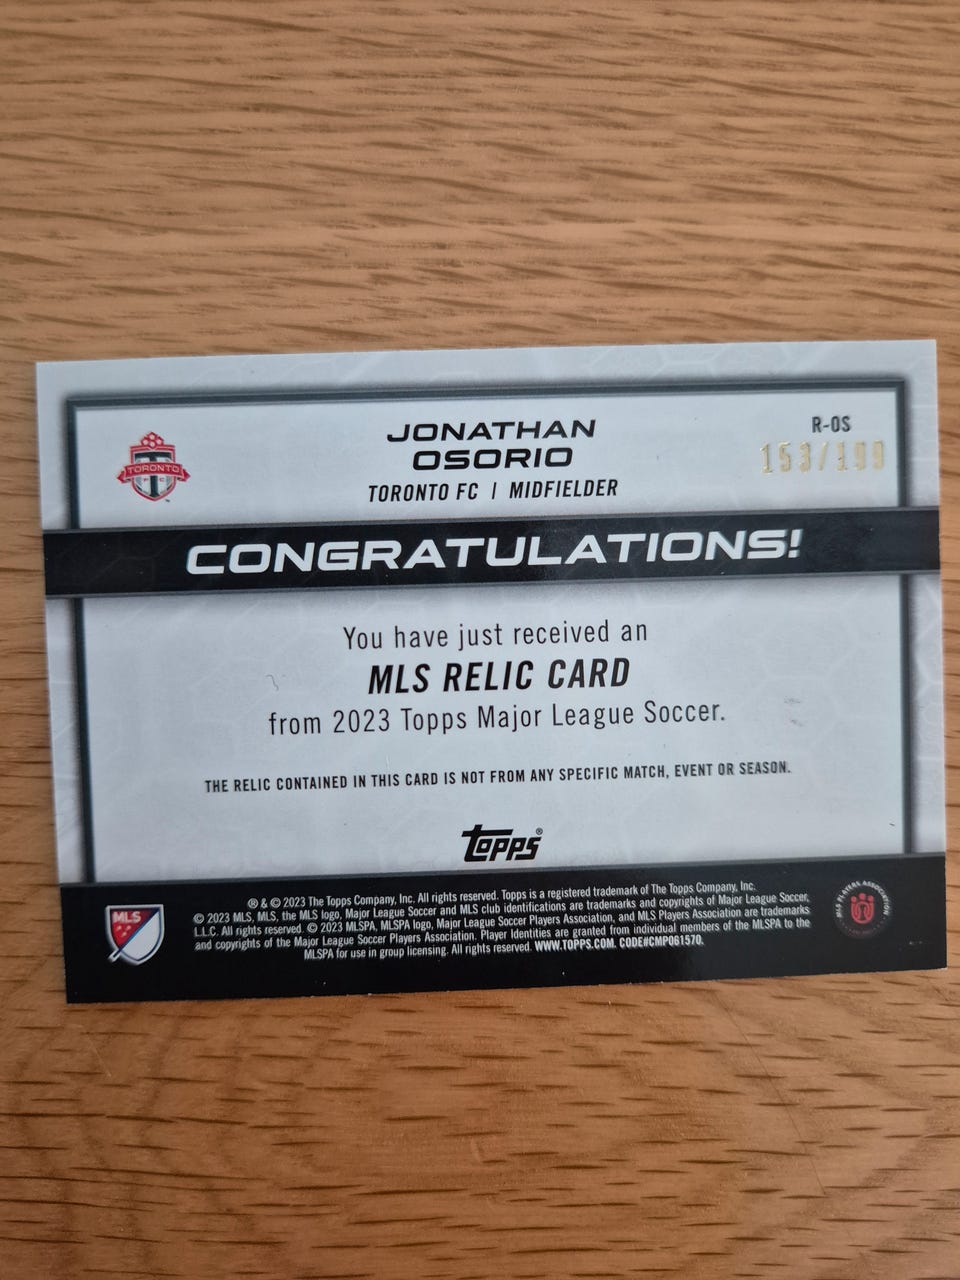 JONATHAN
OSORIO
TORONTO FC | MIDFIELDER
R-OS
153/199
TORONTO
FC
CONGRATULATIONS!
You have just received an
MLS RELIC CARD
from 2023 Topps Major League Soccer.
THE RELIC CONTAINED IN THIS CARD IS NOT FROM ANY SPECIFIC MATCH, EVENT OR SEASON.
Topps®
® & © 2023 The Topps Company, Inc. All rights reserved. Topps is a registered trademark of The Topps Company, Inc.
© 2023 MLS, MLS, the MLS logo, Major League Soccer and MLS club identifications are trademarks and copyrights of Major League Soccer,
L.L.C. All rights reserved. © 2023 MLSPA, MLSPA logo, Major League Soccer Players Association, and MLS Players Association are trademarks
and copyrights of the Major League Soccer Players Association. Player Identities are granted from individual members of the MLSPA to the
MLSPA for use in group licensing. All rights reserved. WWW.TOPPS.COM. CODE#CMP061570.
MLS
MLS PLAYERS ASSOCIATION